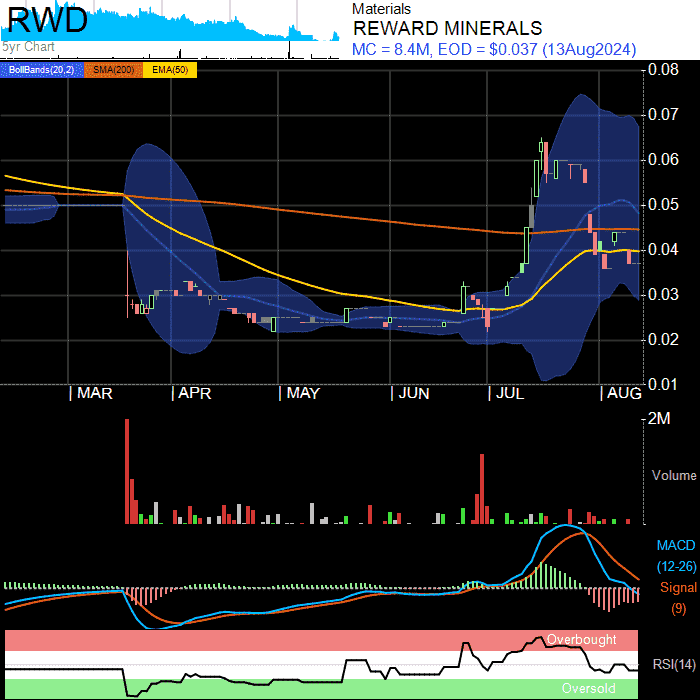 RWD
5yr Chart
Materials
REWARD MINERALS
MC = 8.4M, EOD = $0.037 (13Aug2024)
BollBands(20,2) SMA(200) EMA(50)
0.08
0.07
0.06
0.05
0.04
0.03
0.02
0.01
| MAR | APR | MAY | JUN | JUL | AUG
2M
Volume
MACD
(12-26)
Signal
(9)
Overbought
RSI(14)
Oversold